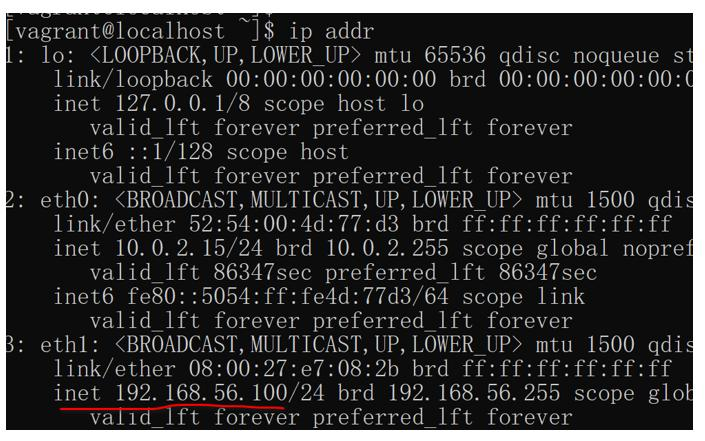 [vagrant@localhost ~]$ ip addr
1: lo: <LOOPBACK,UP,LOWER_UP> mtu 65536 qdisc noqueue st
link/loopback 00:00:00:00:00:00 brd 00:00:00:00:00:0
inet 127.0.0.1/8 scope host lo
valid_lft forever preferred_lft forever
inet6 ::1/128 scope host
valid_lft forever preferred_lft forever
2: eth0: <BROADCAST,MULTICAST,UP,LOWER_UP> mtu 1500 qdis
link/ether 52:54:00:4d:77:d3 brd ff:ff:ff:ff:ff:ff
inet 10.0.2.15/24 brd 10.0.2.255 scope global nopref
valid_lft 86347sec preferred_lft 86347sec
inet6 fe80::5054:ff:fe4d:77d3/64 scope link
valid_lft forever preferred_lft forever
3: eth1: <BROADCAST,MULTICAST,UP,LOWER_UP> mtu 1500 qdis
link/ether 08:00:27:e7:08:2b brd ff:ff:ff:ff:ff:ff
inet 192.168.56.100/24 brd 192.168.56.255 scope glob
valid_lft forever preferred_lft forever